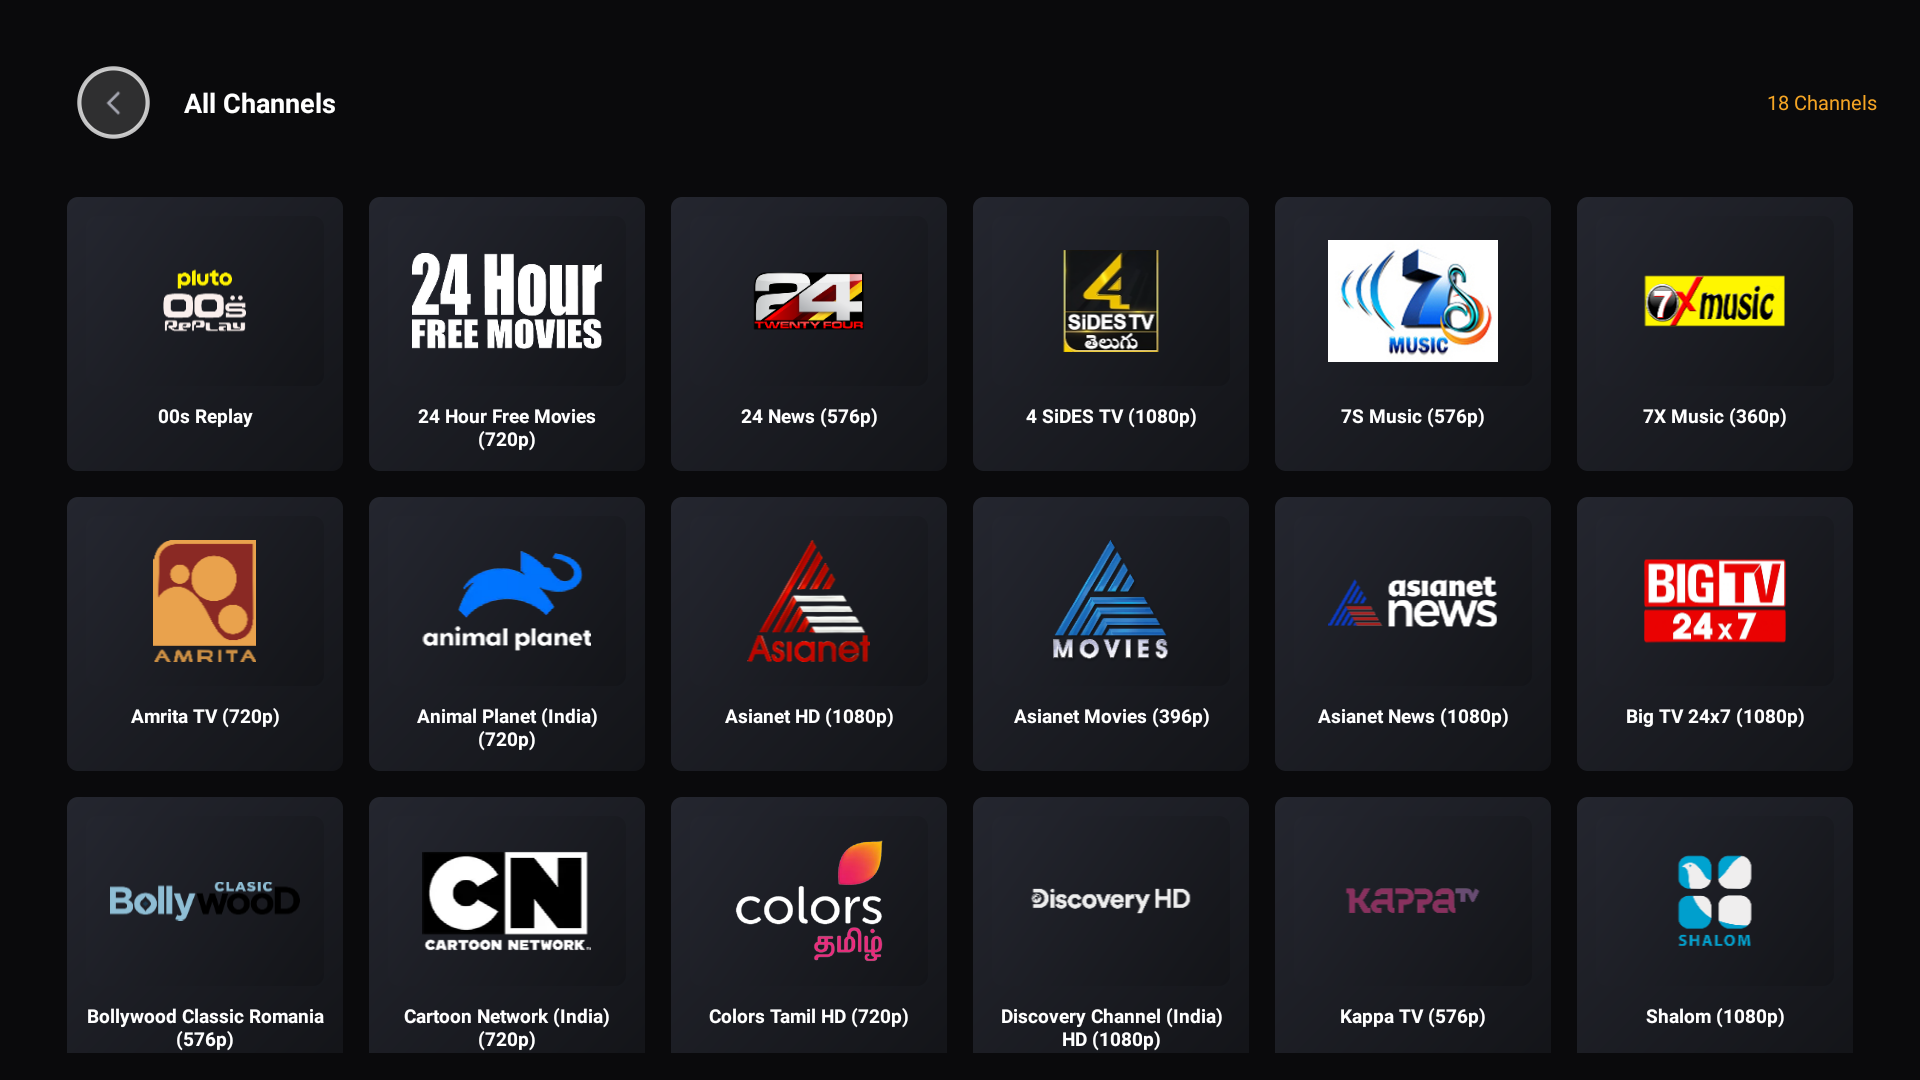 All Channels
18 Channels
pluto
00s
RePLay
00s Replay
24 Hour
FREE MOVIES
24 Hour Free Movies
(720p)
24
TWENTY FOUR
24 News (576p)
4
SiDES TV
తెలుగు
4 SiDES TV (1080p)
7S
MUSIC
7S Music (576p)
7X music
7X Music (360p)
AMRITA
Amrita TV (720p)
animal planet
Animal Planet (India)
(720p)
Asianet
Asianet HD (1080p)
MOVIES
Asianet Movies (396p)
asianet
news
Asianet News (1080p)
BIG TV
24x7
Big TV 24x7 (1080p)
CLASIC
BollywooD
Bollywood Classic Romania
(576p)
CN
CARTOON NETWORK™
Cartoon Network (India)
(720p)
colors
தமிழ்
Colors Tamil HD (720p)
Discovery HD
Discovery Channel (India)
HD (1080p)
KAPPA TV
Kappa TV (576p)
SHALOM
Shalom (1080p)